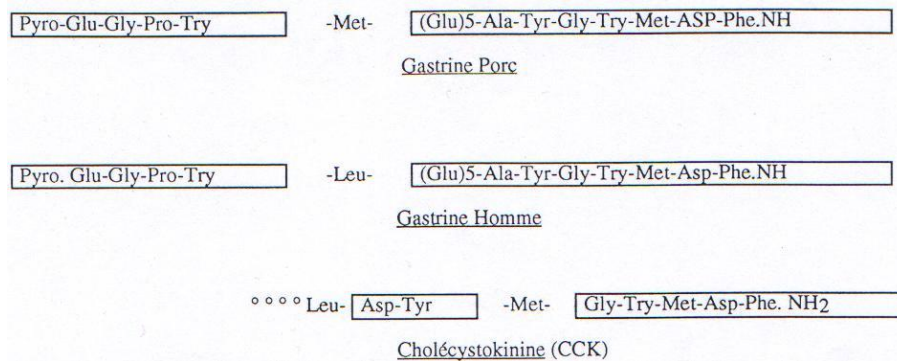 Pyro-Glu-Gly-Pro-Try -Met- (Glu)5-Ala-Tyr-Gly-Try-Met-ASP-Phe.NH
Gastrine Porc
Pyro. Glu-Gly-Pro-Try -Leu- (Glu)5-Ala-Tyr-Gly-Try-Met-Asp-Phe.NH
Gastrine Homme
°°°° Leu- Asp-Tyr -Met- Gly-Try-Met-Asp-Phe. NH2
Cholécystokinine (CCK)